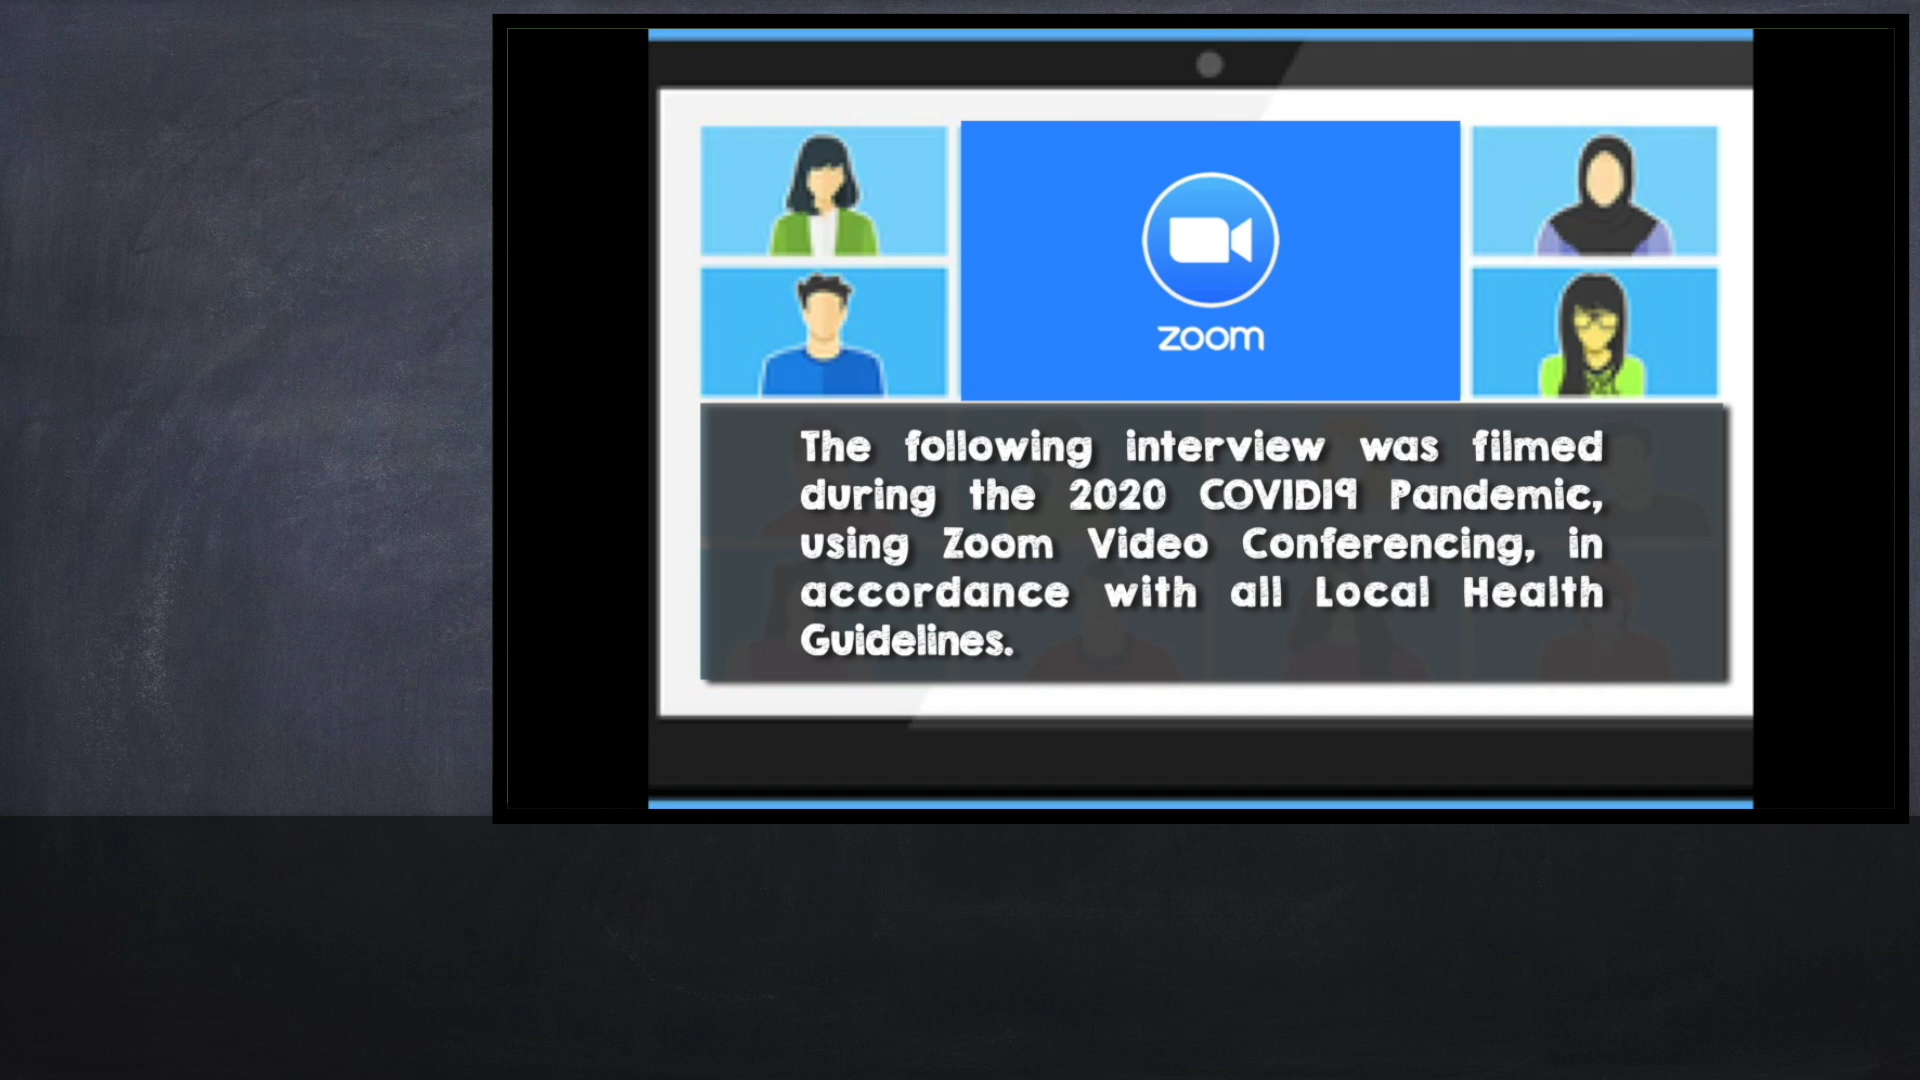 zoom
The following interview was filmed
during the 2020 COVID19 Pandemic,
using Zoom Video Conferencing, in
accordance with all Local Health
Guidelines.